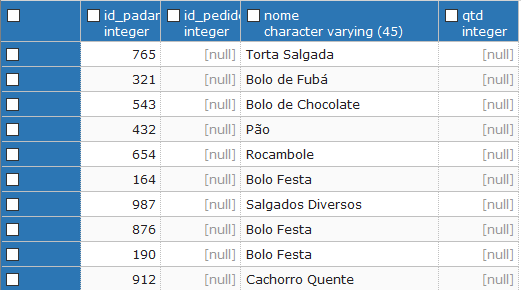 id_padar id_pedido nome qtd
integer integer character varying (45) integer
765 [null] Torta Salgada [null]
321 [null] Bolo de Fubá [null]
543 [null] Bolo de Chocolate [null]
432 [null] Pão [null]
654 [null] Rocambole [null]
164 [null] Bolo Festa [null]
987 [null] Salgados Diversos [null]
876 [null] Bolo Festa [null]
190 [null] Bolo Festa [null]
912 [null] Cachorro Quente [null]